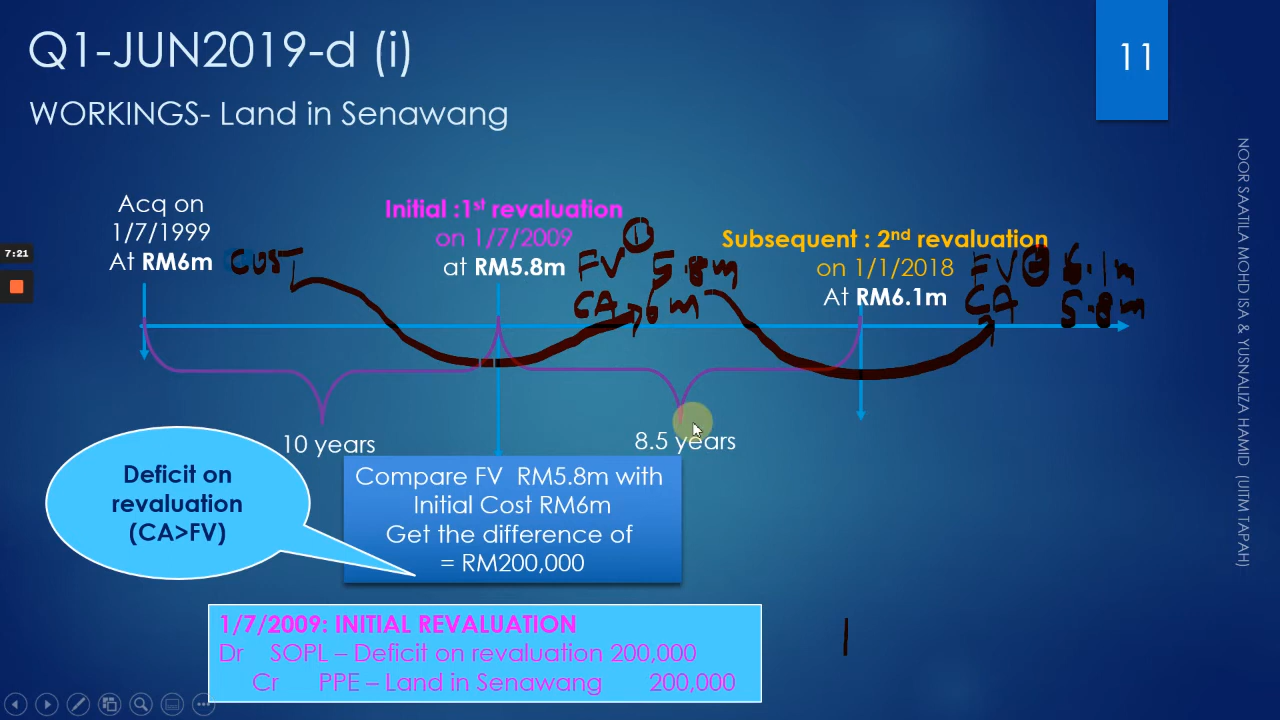 Q1-JUN2019-d (i)
11
WORKINGS- Land in Senawang
Acq on
1/7/1999
At RM6m
COST
Initial :1st revaluation
on 1/7/2009
at RM5.8m
FV 1 5.8m
CA 6m
Subsequent : 2nd revaluation
on 1/1/2018
At RM6.1m
FV 2 6.1m
CA 5.8m
7:21
10 years
8.5 years
Deficit on
revaluation
(CA>FV)
Compare FV RM5.8m with
Initial Cost RM6m
Get the difference of
= RM200,000
1/7/2009: INITIAL REVALUATION
Dr SOPL – Deficit on revaluation 200,000
Cr PPE – Land in Senawang 200,000
NOOR SAATILA MOHD ISA & YUSNALIZA HAMID (UITM TAPAH)